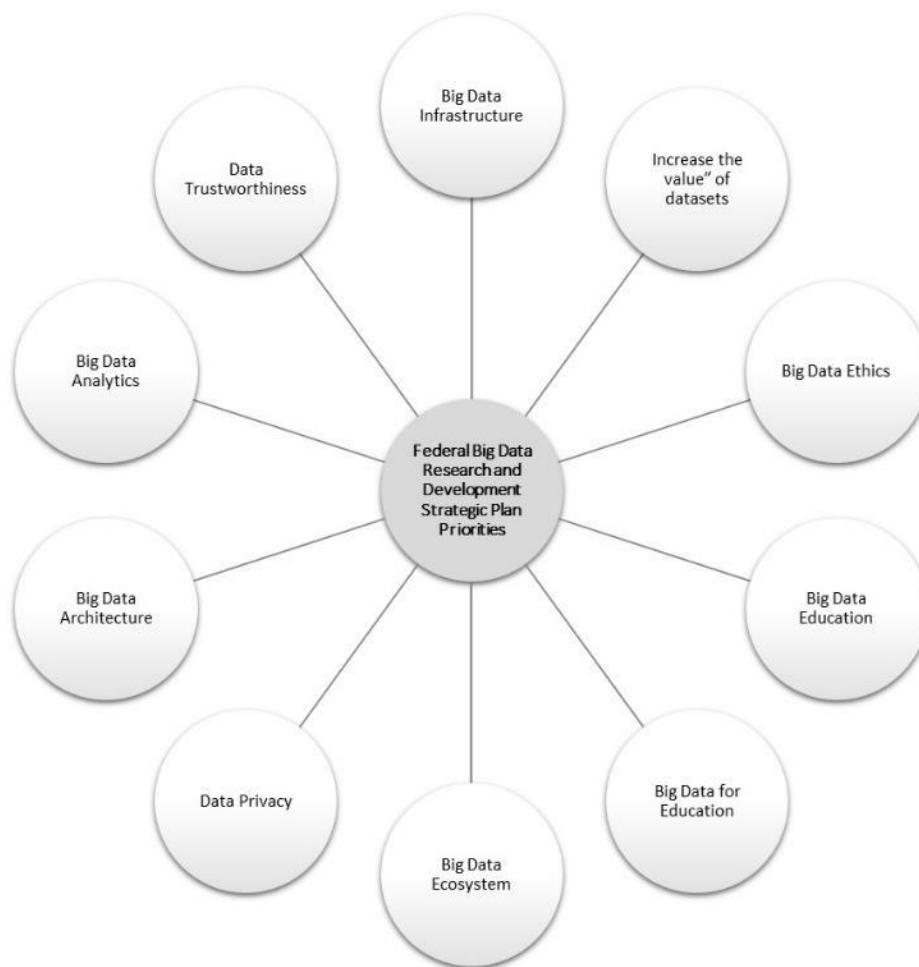 Big Data
Infrastructure
Increase the
value” of
datasets
Big Data Ethics
Big Data
Education
Big Data for
Education
Big Data
Ecosystem
Data Privacy
Big Data
Architecture
Big Data
Analytics
Data
Trustworthiness
Federal Big Data
Research and
Development
Strategic Plan
Priorities